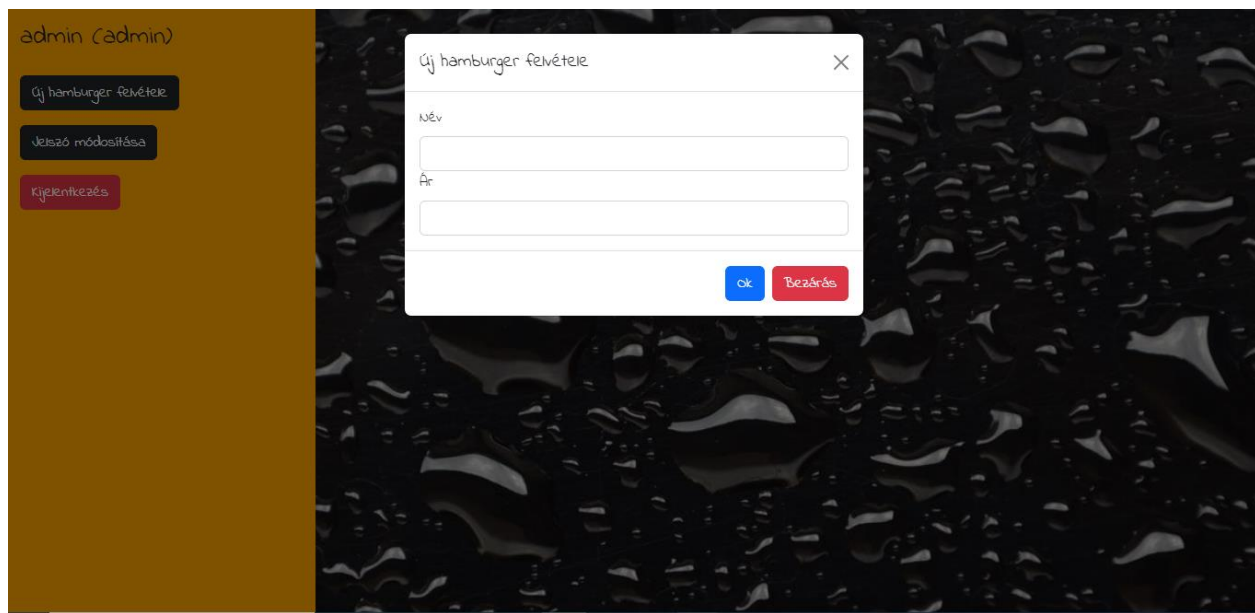 admin (admin)
Új hamburger felvétele
Jelszó módosítása
Kijelentkezés
Új hamburger felvétele
Név
Ár
Ok
Bezárás